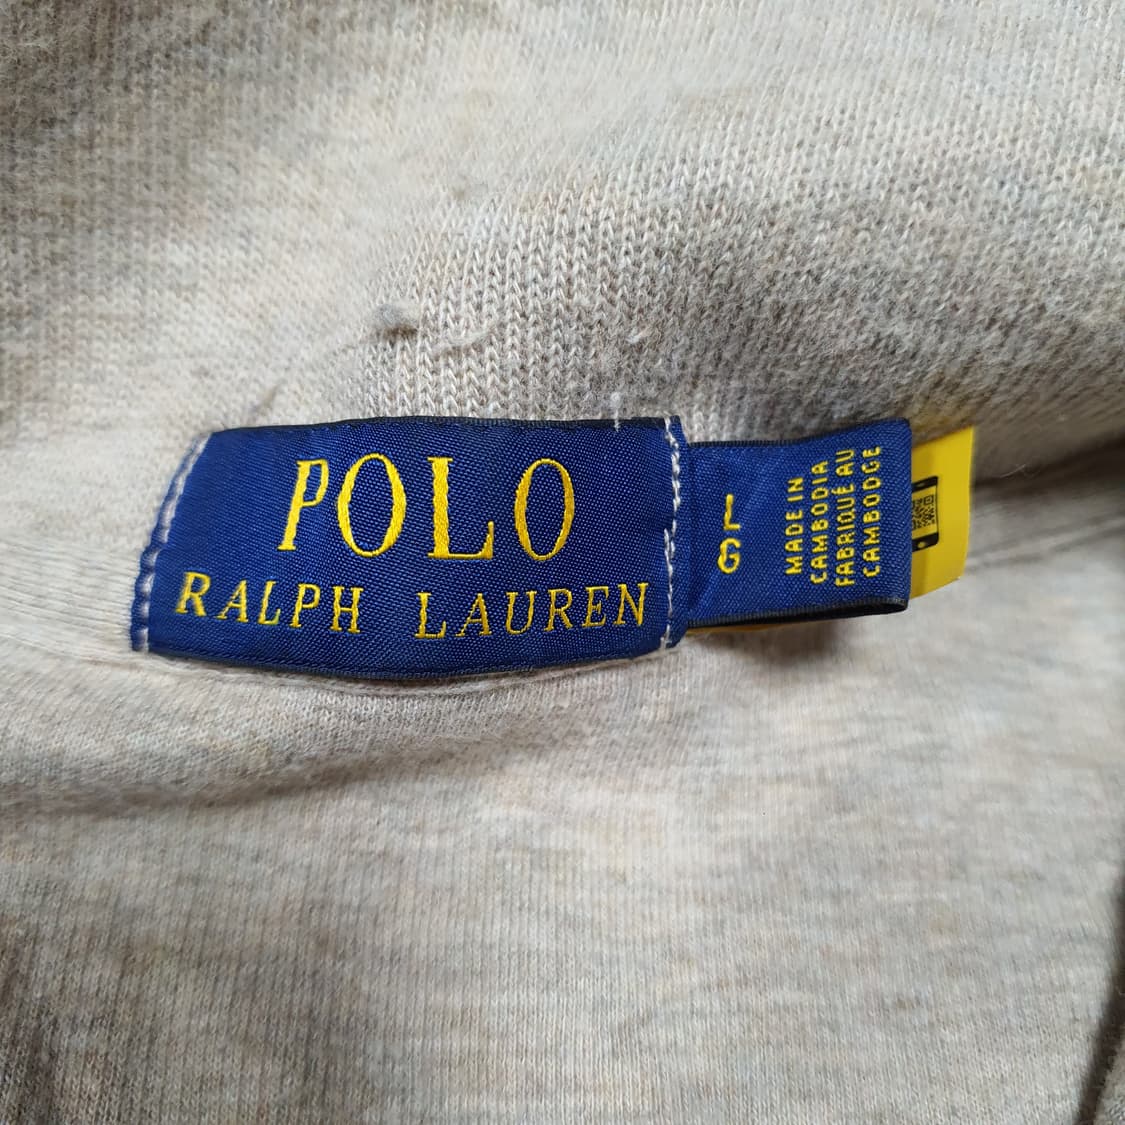 POLO
RALPH LAUREN
L
G
MADE IN
CAMBODIA
FABRIQUÉ AU
CAMBODGE